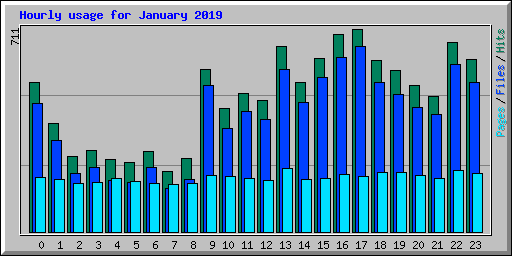 Hourly usage for January 2019
711
Pages/Files/Hits
0 1 2 3 4 5 6 7 8 9 10 11 12 13 14 15 16 17 18 19 20 21 22 23